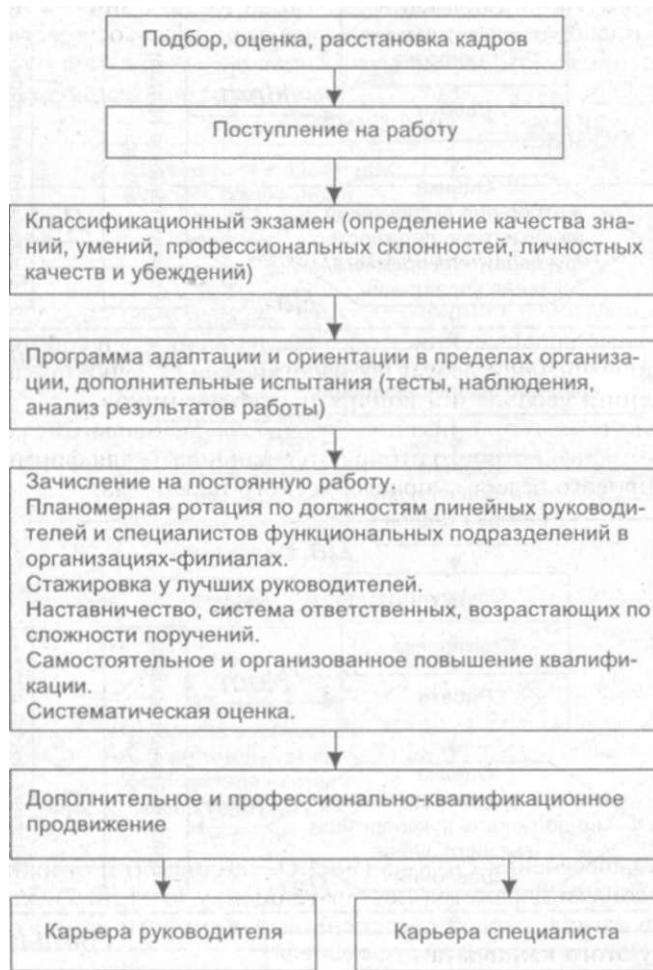 Подбор, оценка, расстановка кадров
Поступление на работу
Классификационный экзамен (определение качества зна-
ний, умений, профессиональных склонностей, личностных
качеств и убеждений)
Программа адаптации и ориентации в пределах организа-
ции, дополнительные испытания (тесты, наблюдения,
анализ результатов работы)
Зачисление на постоянную работу.
Планомерная ротация по должностям линейных руководи-
телей и специалистов функциональных подразделений в
организациях-филиалах.
Стажировка у лучших руководителей.
Наставничество, система ответственных, возрастающих по
сложности поручений.
Самостоятельное и организованное повышение квалифи-
кации.
Систематическая оценка.
Дополнительное и профессионально-квалификационное
продвижение
Карьера руководителя
Карьера специалиста